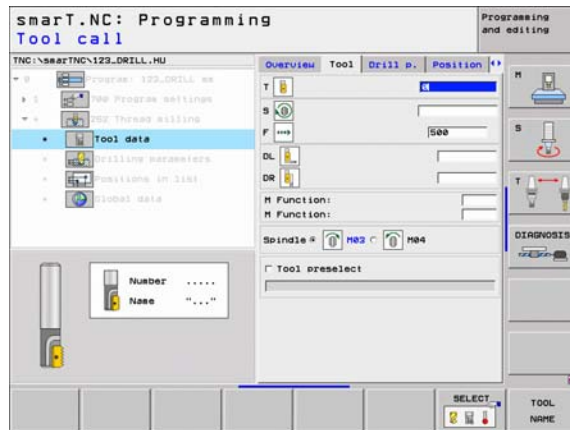 smarT.NC: Programming
Tool call
Programming
and editing
TNC:\smarTNC\123_DRILL.HU
0 Program: 123_DRILL mm
1 700 Program settings
262 Thread milling
Tool data
Drilling parameters
Positions in list
Global data
Overview Tool Drill p. Position
T
S
F 500
DL
DR
M Function:
M Function:
Spindle M03 M04
Tool preselect
Number .....
Name "..."
M
S
T
DIAGNOSIS
SELECT
TOOL
NAME